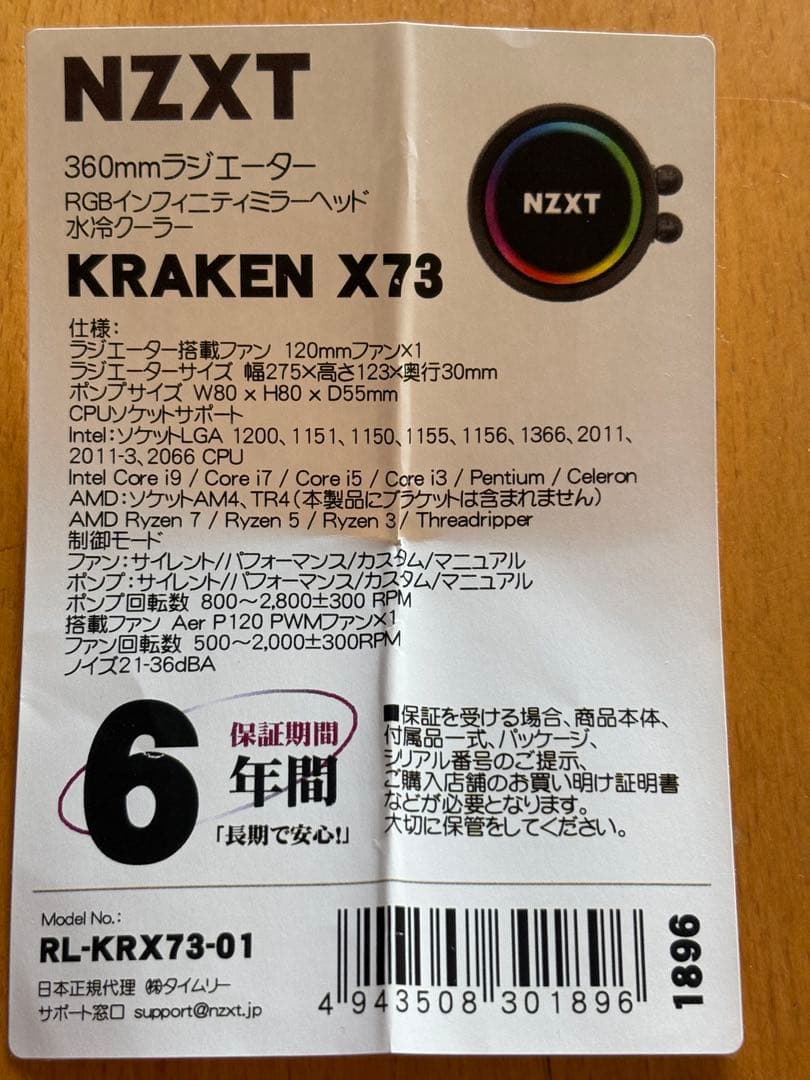 NZXT
360mmラジエーター
RGBインフィニティミラーヘッド
水冷クーラー
KRAKEN X73
NZXT
仕様:
ラジエーター搭載ファン 120mmファン×1
ラジエーターサイズ 幅275×高さ123×奥行30mm
ポンプサイズ W80 x H80 x D55mm
CPUソケットサポート
Intel:ソケットLGA 1200、1151、1150、1155、1156、1366、2011、
2011-3、2066 CPU
Intel Core i9 / Core i7 / Core i5 / Core i3 / Pentium / Celeron
AMD:ソケットAM4、TR4(本製品にブラケットは含まれません)
AMD Ryzen 7 / Ryzen 5 / Ryzen 3 / Threadripper
制御モード
ファン:サイレント/パフォーマンス/カスタム/マニュアル
ポンプ:サイレント/パフォーマンス/カスタム/マニュアル
ポンプ回転数 800〜2,800±300 RPM
搭載ファン Aer P120 PWMファン×1
ファン回転数 500〜2,000±300RPM
ノイズ21-36dBA
6
保証期間
年間
「長期で安心!」
■保証を受ける場合、商品本体、
付属品一式、パッケージ、
シリアル番号のご提示、
ご購入店舗のお買い明け証明書
などが必要となります。
大切に保管をしてください。
Model No.:
RL-KRX73-01
日本正規代理 ㈱タイムリー
サポート窓口 support@nzxt.jp
4 943508 301896
1896